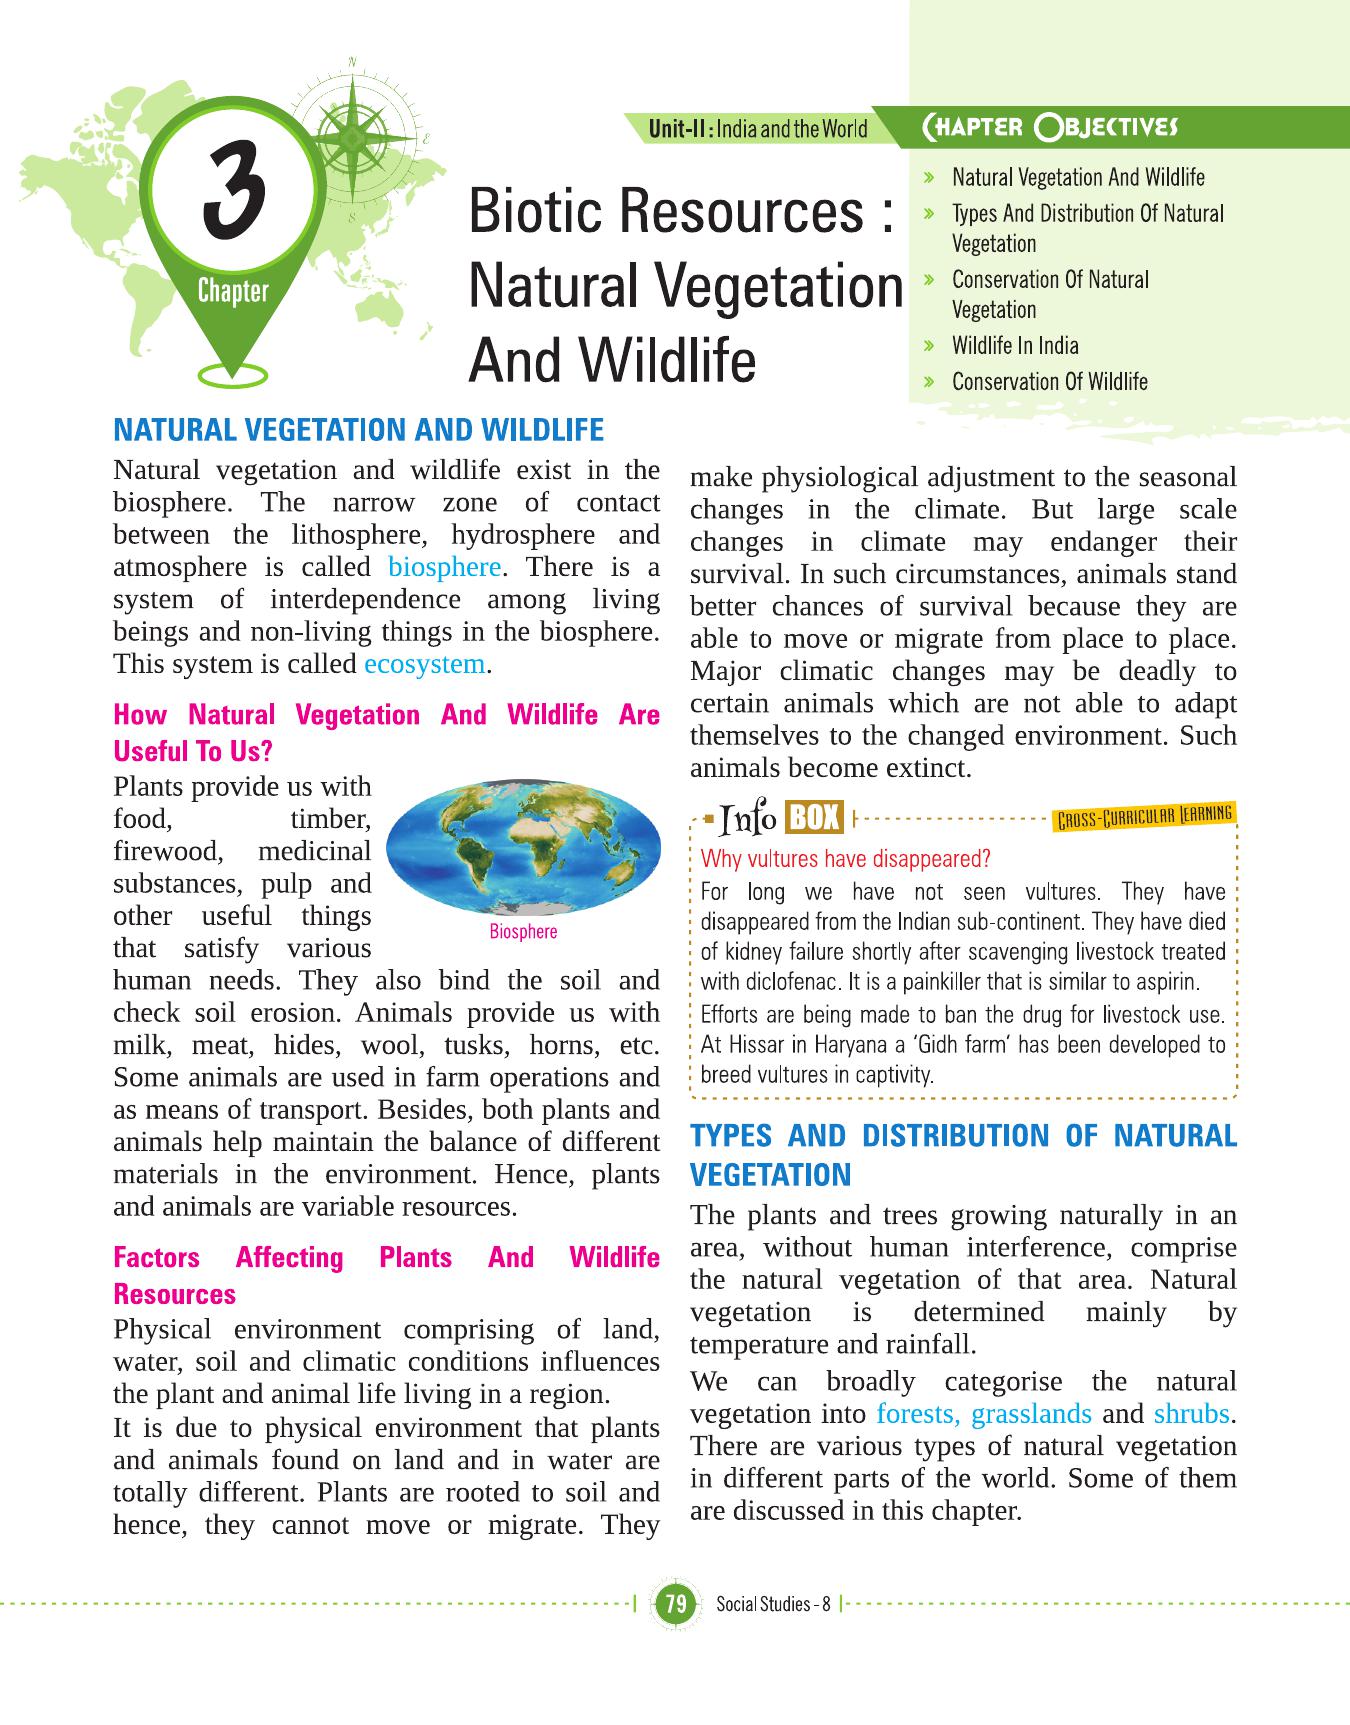 N
E
S
3
Chapter
Unit-II : India and the World
CHAPTER OBJECTIVES
Biotic Resources :
Natural Vegetation
And Wildlife
» Natural Vegetation And Wildlife
» Types And Distribution Of Natural
Vegetation
» Conservation Of Natural
Vegetation
» Wildlife In India
» Conservation Of Wildlife
NATURAL VEGETATION AND WILDLIFE
Natural vegetation and wildlife exist in the
biosphere. The narrow zone of contact
between the lithosphere, hydrosphere and
atmosphere is called biosphere. There is a
system of interdependence among living
beings and non-living things in the biosphere.
This system is called ecosystem.
How Natural Vegetation And Wildlife Are
Useful To Us?
Plants provide us with
food, timber,
firewood, medicinal
substances, pulp and
other useful things
that satisfy various
Biosphere
human needs. They also bind the soil and
check soil erosion. Animals provide us with
milk, meat, hides, wool, tusks, horns, etc.
Some animals are used in farm operations and
as means of transport. Besides, both plants and
animals help maintain the balance of different
materials in the environment. Hence, plants
and animals are variable resources.
Factors Affecting Plants And Wildlife
Resources
Physical environment comprising of land,
water, soil and climatic conditions influences
the plant and animal life living in a region.
It is due to physical environment that plants
and animals found on land and in water are
totally different. Plants are rooted to soil and
hence, they cannot move or migrate. They
make physiological adjustment to the seasonal
changes in the climate. But large scale
changes in climate may endanger their
survival. In such circumstances, animals stand
better chances of survival because they are
able to move or migrate from place to place.
Major climatic changes may be deadly to
certain animals which are not able to adapt
themselves to the changed environment. Such
animals become extinct.
Info BOX
CROSS-CURRICULAR LEARNING
Why vultures have disappeared?
For long we have not seen vultures. They have
disappeared from the Indian sub-continent. They have died
of kidney failure shortly after scavenging livestock treated
with diclofenac. It is a painkiller that is similar to aspirin.
Efforts are being made to ban the drug for livestock use.
At Hissar in Haryana a ‘Gidh farm’ has been developed to
breed vultures in captivity.
TYPES AND DISTRIBUTION OF NATURAL
VEGETATION
The plants and trees growing naturally in an
area, without human interference, comprise
the natural vegetation of that area. Natural
vegetation is determined mainly by
temperature and rainfall.
We can broadly categorise the natural
vegetation into forests, grasslands and shrubs.
There are various types of natural vegetation
in different parts of the world. Some of them
are discussed in this chapter.
79 Social Studies - 8